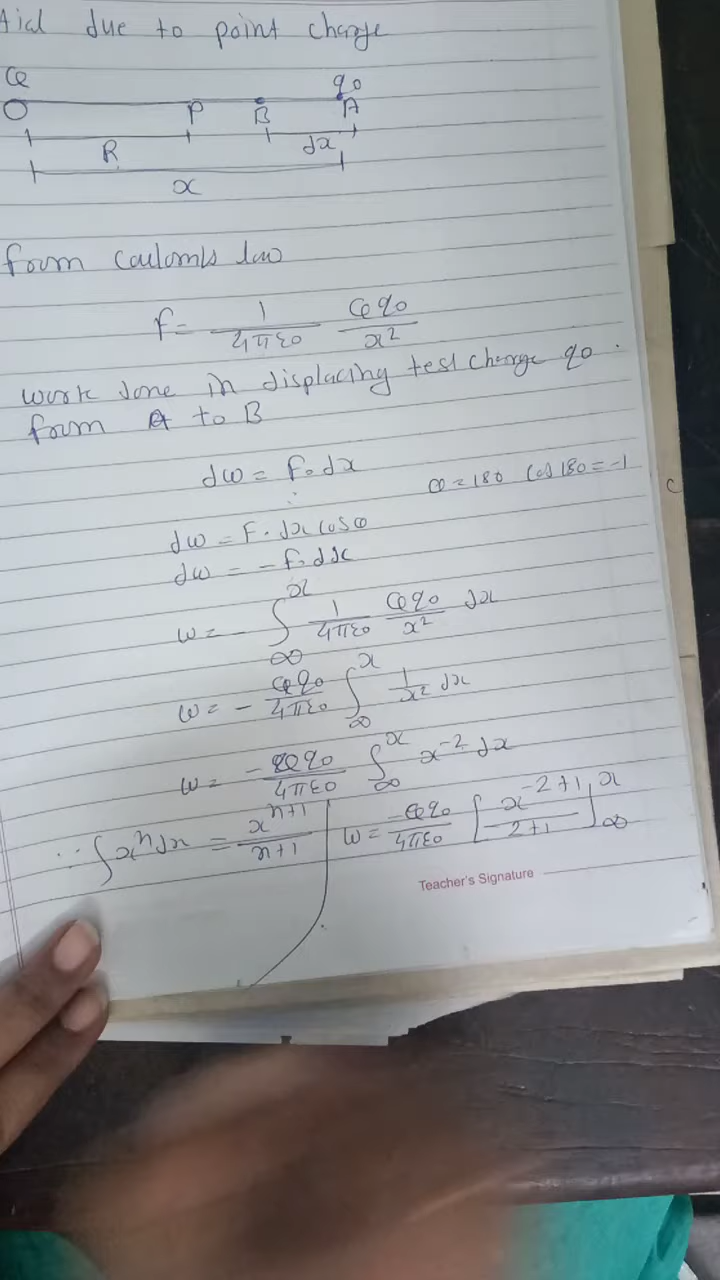 tial due to point charge
Q q0
O P B A
R dx
x
from Coulombs law
F = 1/4πε0 Qq0/x²
work done in displacing test charge q0
from A to B
dw = F. dx
θ = 180 cos 180 = -1
dw = F. dx cosθ
dw = - F. dx
w = - ∫∞^x 1/4πε0 Qq0/x² dx
w = - Qq0/4πε0 ∫∞^x 1/x² dx
w = -Qq0/4πε0 ∫∞^x x^-2 dx
∵ ∫x^n dx = x^n+1/n+1 w = -Qq0/4πε0 [x^-2+1/-2+1]∞^x
Teacher's Signature